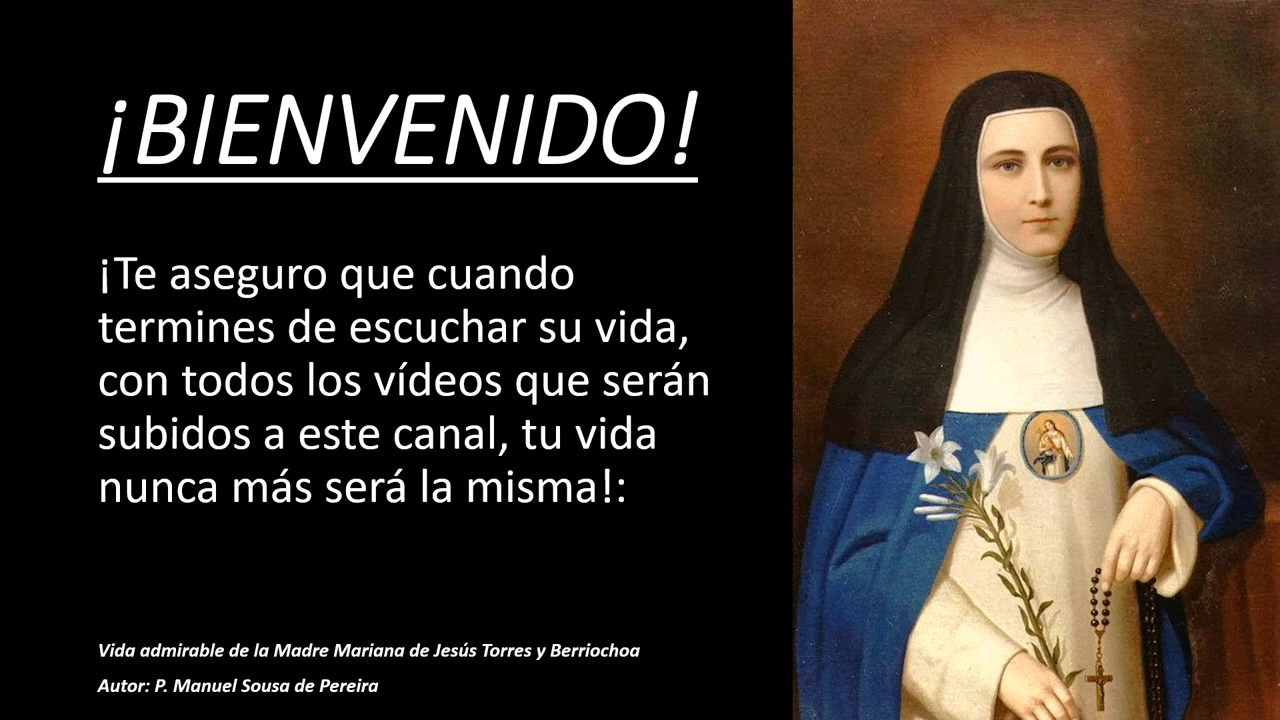 ¡BIENVENIDO!
¡Te aseguro que cuando
termines de escuchar su vida,
con todos los vídeos que serán
subidos a este canal, tu vida
nunca más será la misma!:
Vida admirable de la Madre Mariana de Jesús Torres y Berriochoa
Autor: P. Manuel Sousa de Pereira